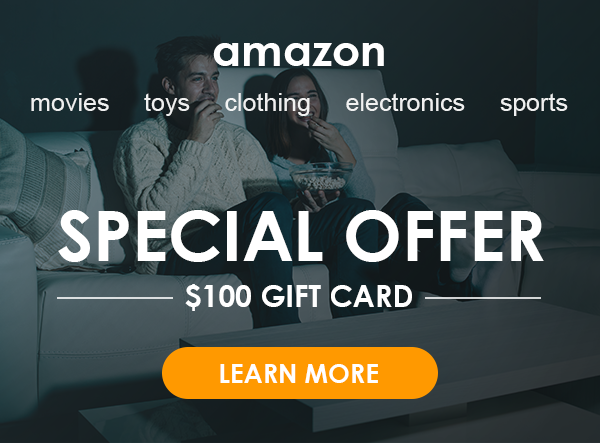 amazon
movies toys clothing electronics sports
SPECIAL OFFER
$100 GIFT CARD
LEARN MORE